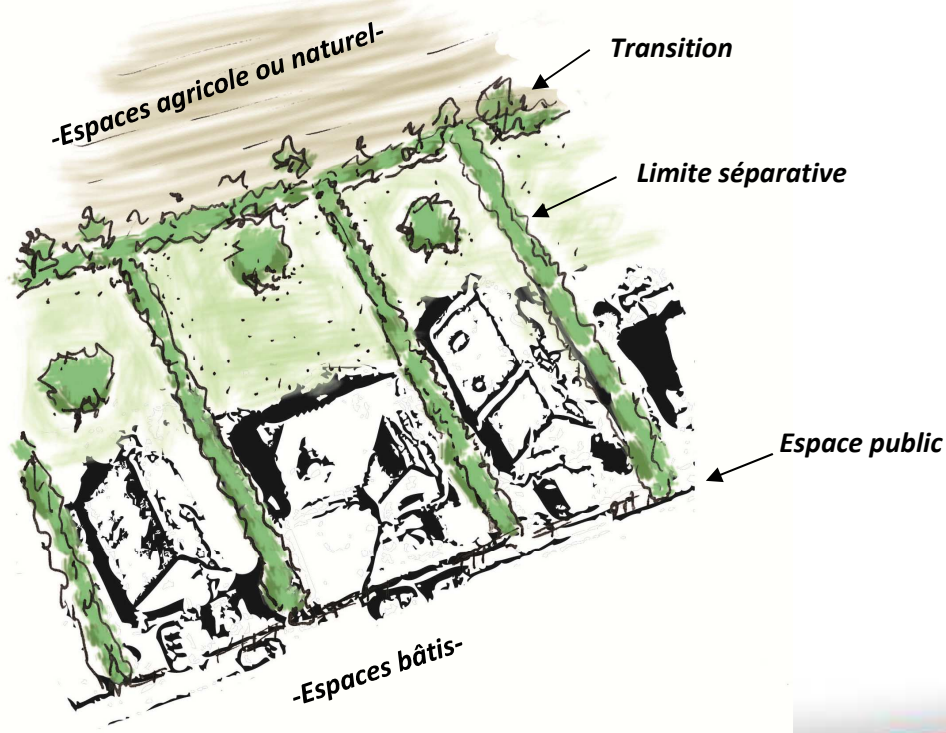 Transition
-Espaces agricole ou naturel-
Limite séparative
Espace public
-Espaces bâtis-